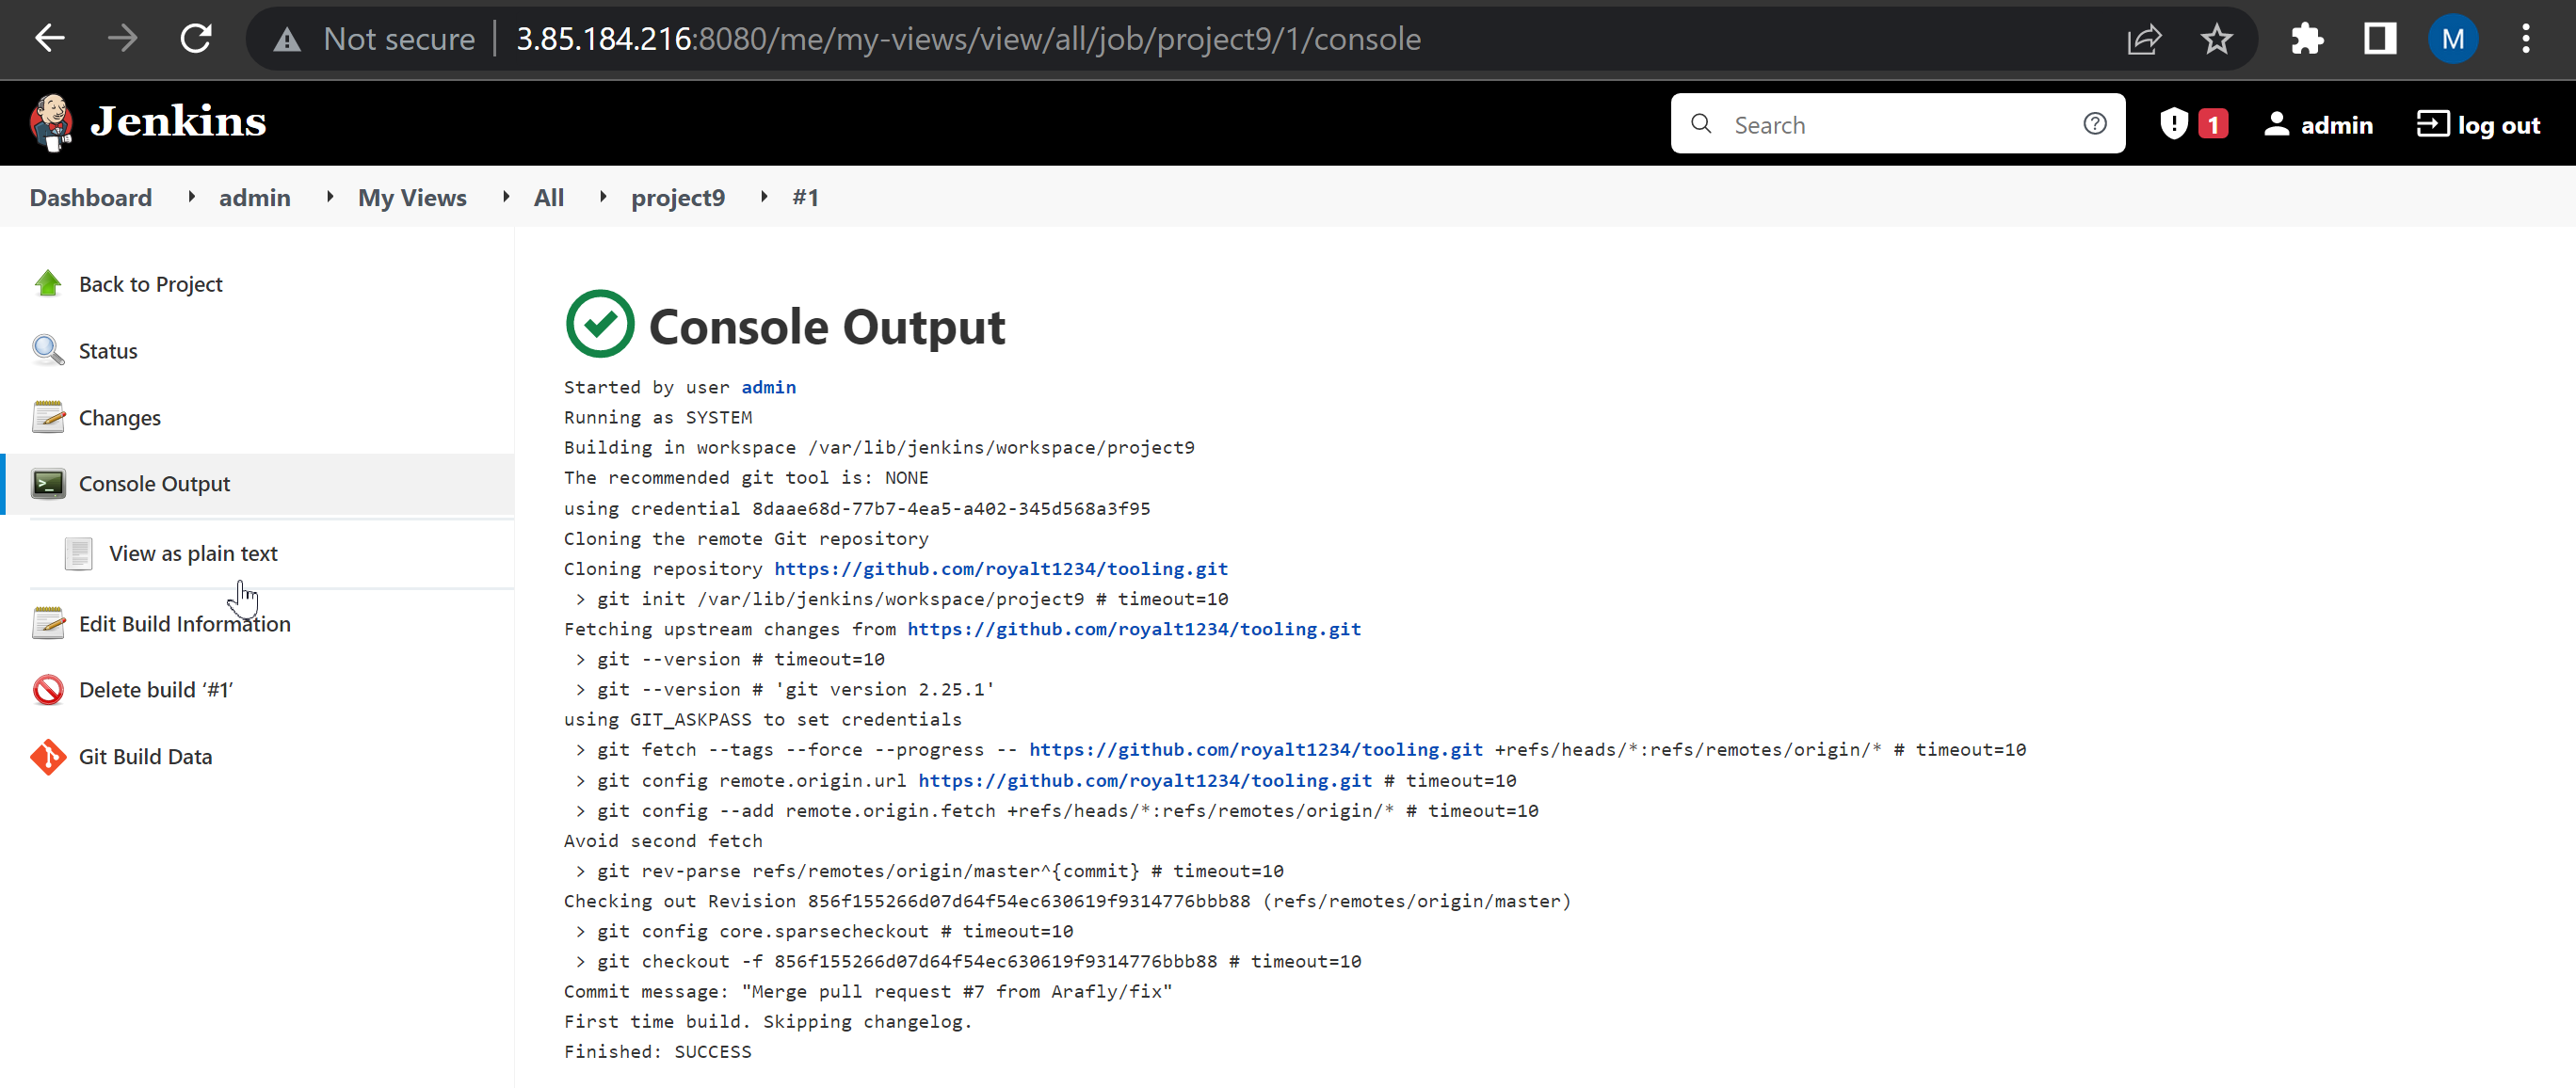 Not secure | 3.85.184.216:8080/me/my-views/view/all/job/project9/1/console
M
Jenkins
Search
1
admin
log out
Dashboard
admin
My Views
All
project9
#1
Back to Project
Status
Changes
Console Output
View as plain text
Edit Build Information
Delete build ‘#1’
Git Build Data
Console Output
Started by user admin
Running as SYSTEM
Building in workspace /var/lib/jenkins/workspace/project9
The recommended git tool is: NONE
using credential 8daae68d-77b7-4ea5-a402-345d568a3f95
Cloning the remote Git repository
Cloning repository https://github.com/royalt1234/tooling.git
> git init /var/lib/jenkins/workspace/project9 # timeout=10
Fetching upstream changes from https://github.com/royalt1234/tooling.git
> git --version # timeout=10
> git --version # 'git version 2.25.1'
using GIT_ASKPASS to set credentials
> git fetch --tags --force --progress -- https://github.com/royalt1234/tooling.git +refs/heads/*:refs/remotes/origin/* # timeout=10
> git config remote.origin.url https://github.com/royalt1234/tooling.git # timeout=10
> git config --add remote.origin.fetch +refs/heads/*:refs/remotes/origin/* # timeout=10
Avoid second fetch
> git rev-parse refs/remotes/origin/master^{commit} # timeout=10
Checking out Revision 856f155266d07d64f54ec630619f9314776bbb88 (refs/remotes/origin/master)
> git config core.sparsecheckout # timeout=10
> git checkout -f 856f155266d07d64f54ec630619f9314776bbb88 # timeout=10
Commit message: "Merge pull request #7 from Arafly/fix"
First time build. Skipping changelog.
Finished: SUCCESS